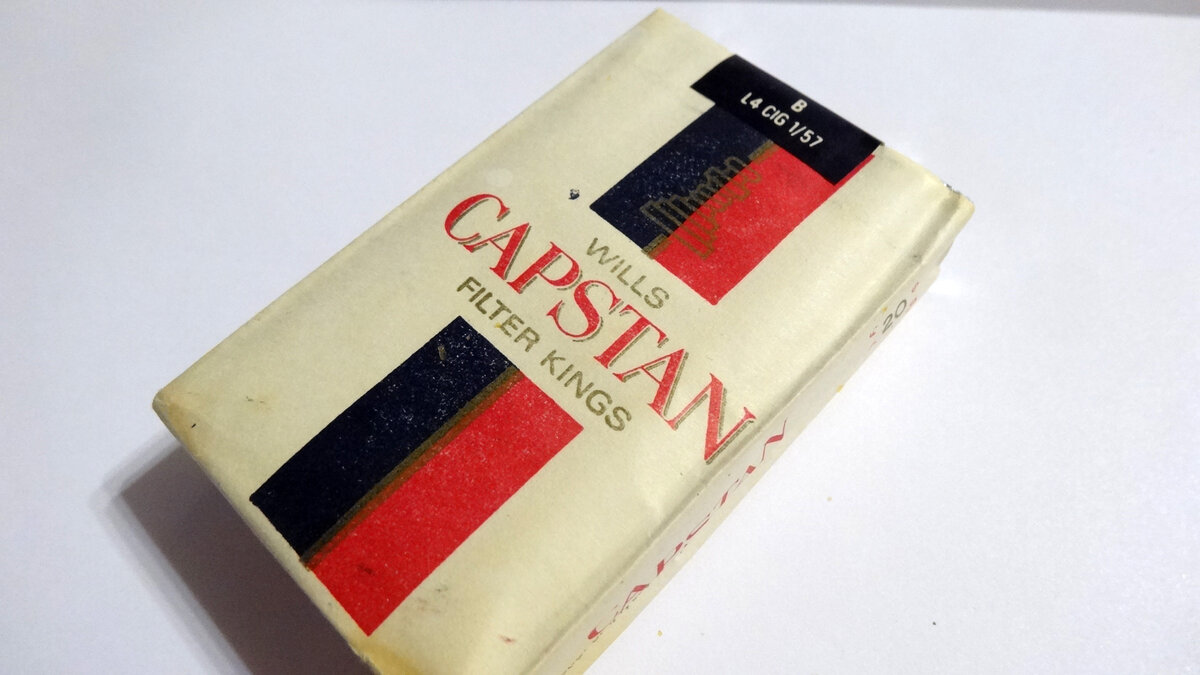 B
L4 CIG 1/57
WILLS
CAPSTAN
FILTER KINGS
20
CAPSTAN